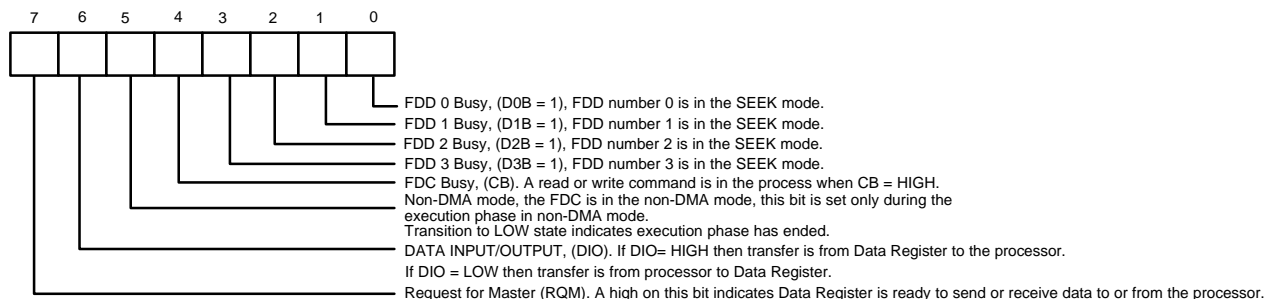 7 6 5 4 3 2 1 0
FDD 0 Busy, (D0B = 1), FDD number 0 is in the SEEK mode.
FDD 1 Busy, (D1B = 1), FDD number 1 is in the SEEK mode.
FDD 2 Busy, (D2B = 1), FDD number 2 is in the SEEK mode.
FDD 3 Busy, (D3B = 1), FDD number 3 is in the SEEK mode.
FDC Busy, (CB). A read or write command is in the process when CB = HIGH.
Non-DMA mode, the FDC is in the non-DMA mode, this bit is set only during the
execution phase in non-DMA mode.
Transition to LOW state indicates execution phase has ended.
DATA INPUT/OUTPUT, (DIO). If DIO= HIGH then transfer is from Data Register to the processor.
If DIO = LOW then transfer is from processor to Data Register.
Request for Master (RQM). A high on this bit indicates Data Register is ready to send or receive data to or from the processor.